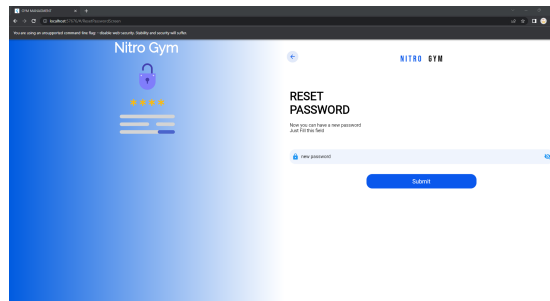 GYM MANAGEMENT
localhost:57876/#/ResetPasswordScreen
You are using an unsupported command-line flag: --disable-web-security. Stability and security will suffer.
Nitro Gym
NITRO GYM
RESET
PASSWORD
Now you can have a new password
Just Fill this field
new password
Submit